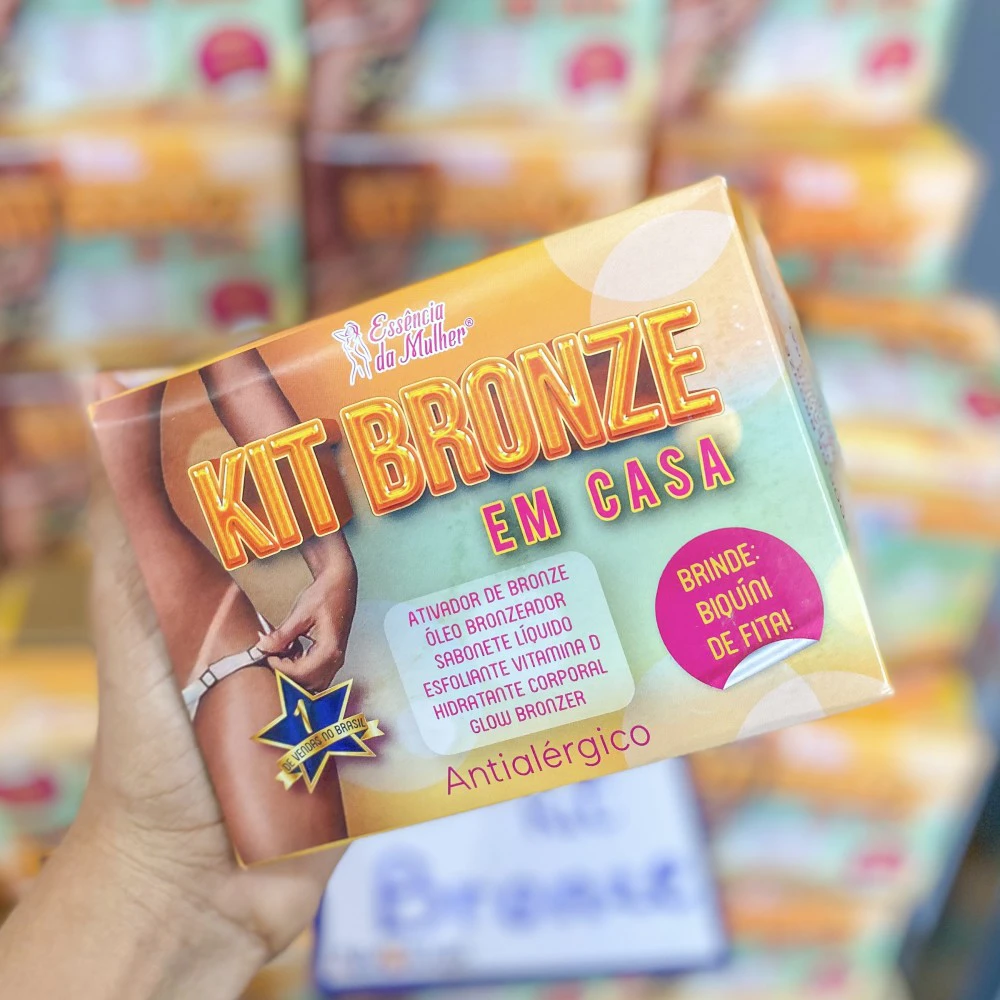 Essência
da Mulher®
KIT BRONZE
EM CASA
ATIVADOR DE BRONZE
ÓLEO BRONZEADOR
SABONETE LÍQUIDO
ESFOLIANTE VITAMINA D
HIDRATANTE CORPORAL
GLOW BRONZER
BRINDE:
BIQUÍNI
DE FITA!
1
DE VENDAS NO BRASIL
Antialérgico
Bronze